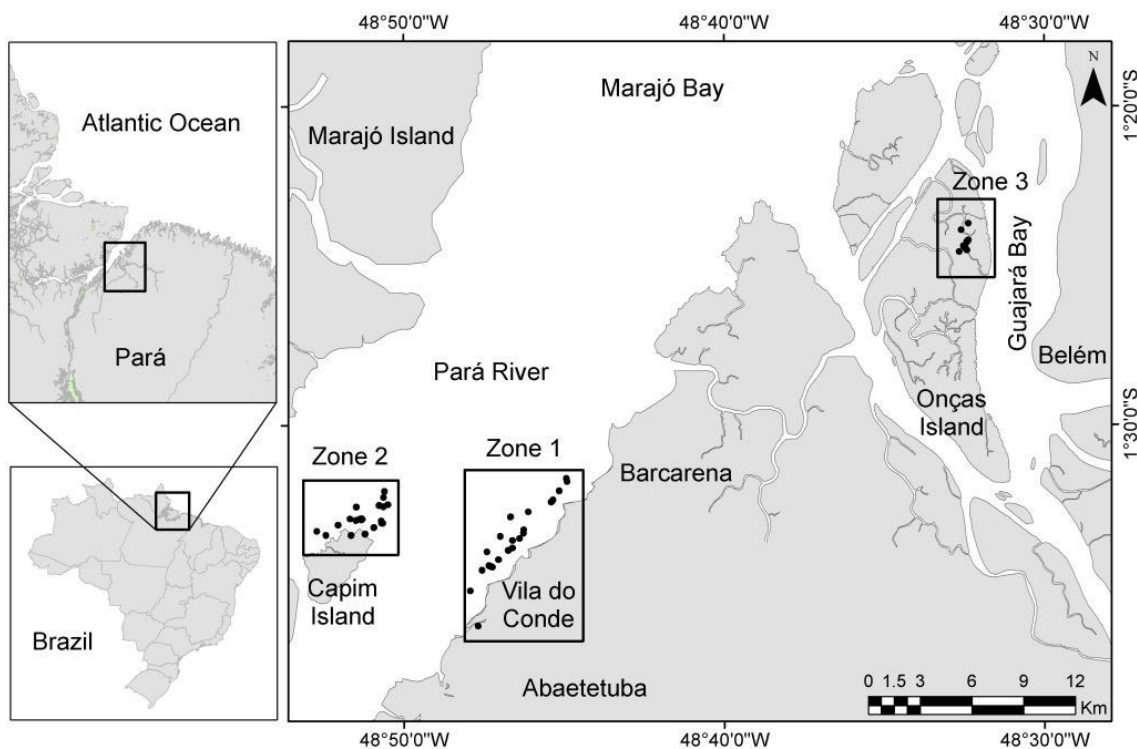 48°50'0"W
48°40'0"W
48°30'0"W
Atlantic Ocean
Pará
Brazil
Marajó Bay
N
Marajó Island
1°20'0"S
Zone 3
Guajará Bay
Belém
Pará River
Onças
Island
1°30'0"S
Zone 2
Zone 1
Barcarena
Capim
Island
Vila do
Conde
Abaetetuba
0 1.5 3 6 9 12
Km
48°50'0"W
48°40'0"W
48°30'0"W